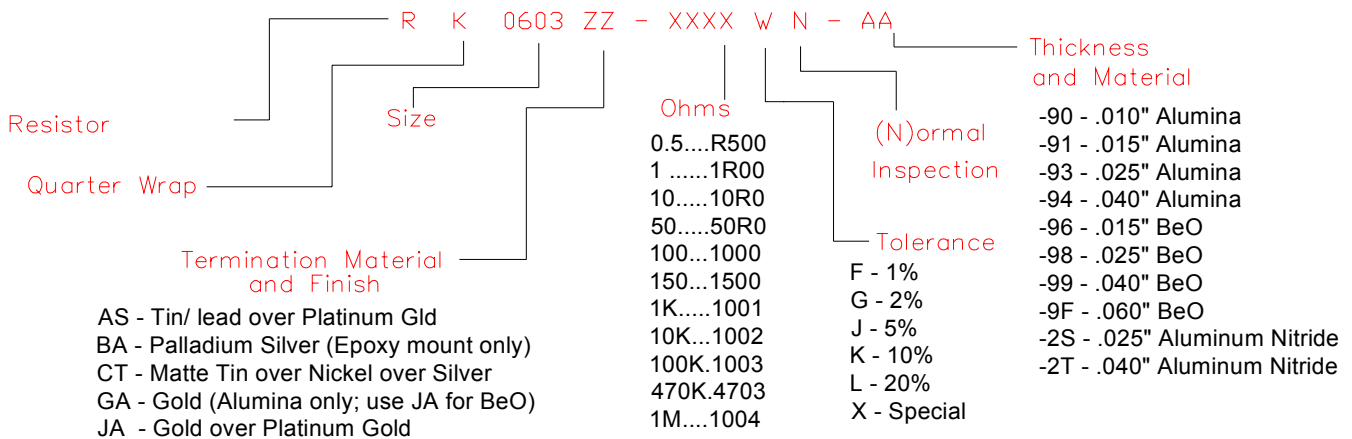 R K 0603 ZZ - XXXX W N - AA
Resistor
Quarter Wrap
Size
Termination Material
and Finish
AS - Tin/ lead over Platinum Gld
BA - Palladium Silver (Epoxy mount only)
CT - Matte Tin over Nickel over Silver
GA - Gold (Alumina only; use JA for BeO)
JA - Gold over Platinum Gold
Ohms
0.5....R500
1 ......1R00
10.....10R0
50.....50R0
100...1000
150...1500
1K.....1001
10K...1002
100K.1003
470K.4703
1M....1004
Tolerance
F - 1%
G - 2%
J - 5%
K - 10%
L - 20%
X - Special
(N)ormal
Inspection
Thickness
and Material
-90 - .010" Alumina
-91 - .015" Alumina
-93 - .025" Alumina
-94 - .040" Alumina
-96 - .015" BeO
-98 - .025" BeO
-99 - .040" BeO
-9F - .060" BeO
-2S - .025" Aluminum Nitride
-2T - .040" Aluminum Nitride